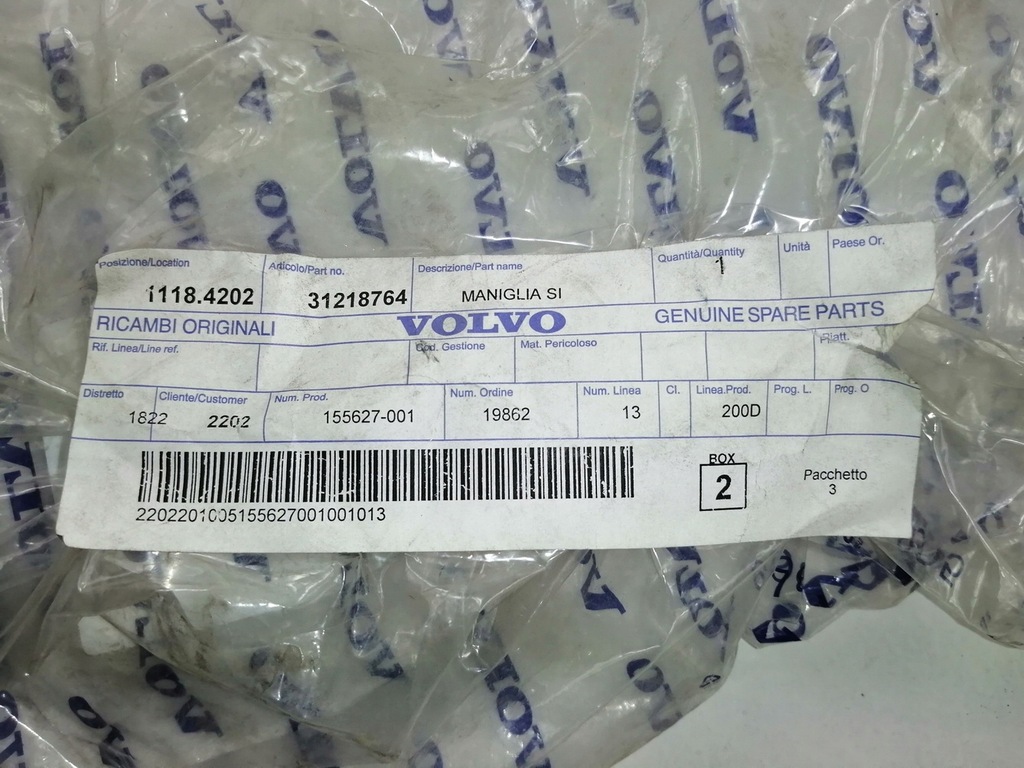 Posizione/Location Articolo/Part no. Descrizione/Part name Quantità/Quantity Unità Paese Or.
1118.4202 31218764 MANIGLIA SI 1
RICAMBI ORIGINALI VOLVO GENUINE SPARE PARTS
Rif. Linea/Line ref. Cod. Gestione Mat. Pericoloso
Distretto Cliente/Customer Num. Prod. Num. Ordine Num. Linea Cl. Linea.Prod. Prog. L. Prog. O
1822 2202 155627-001 19862 13 200D
BOX
2
Pacchetto
3
2202201005155627001001013
VOLVO